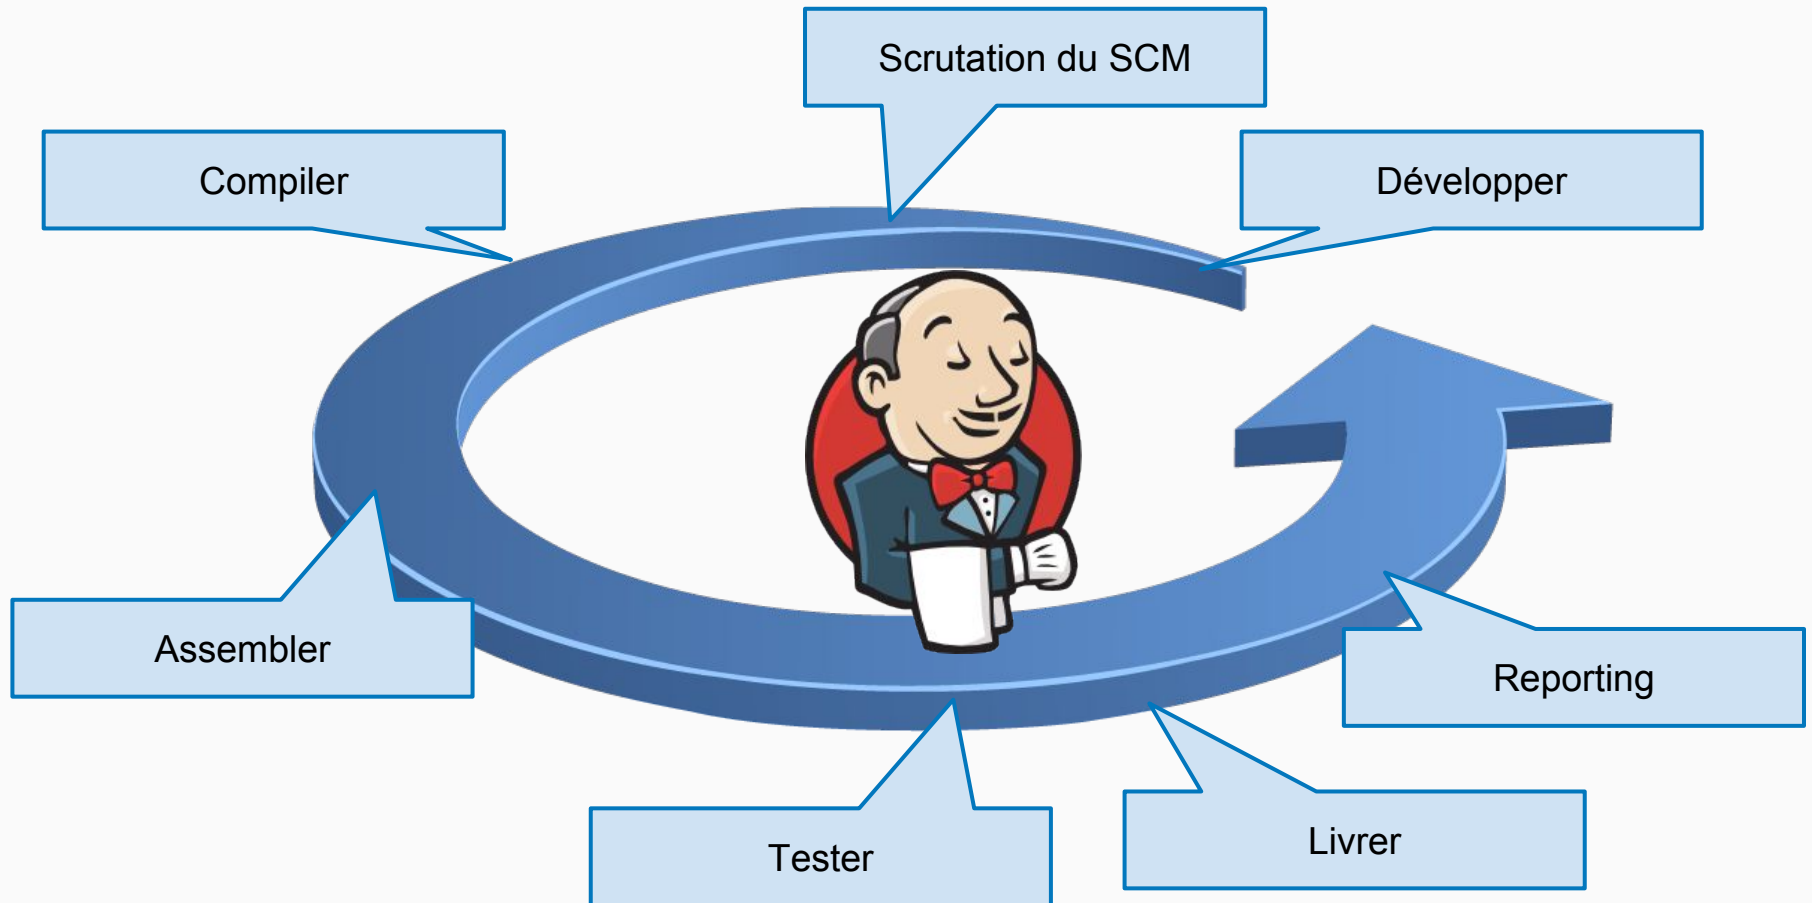 Scrutation du SCM
Compiler
Développer
Assembler
Reporting
Livrer
Tester